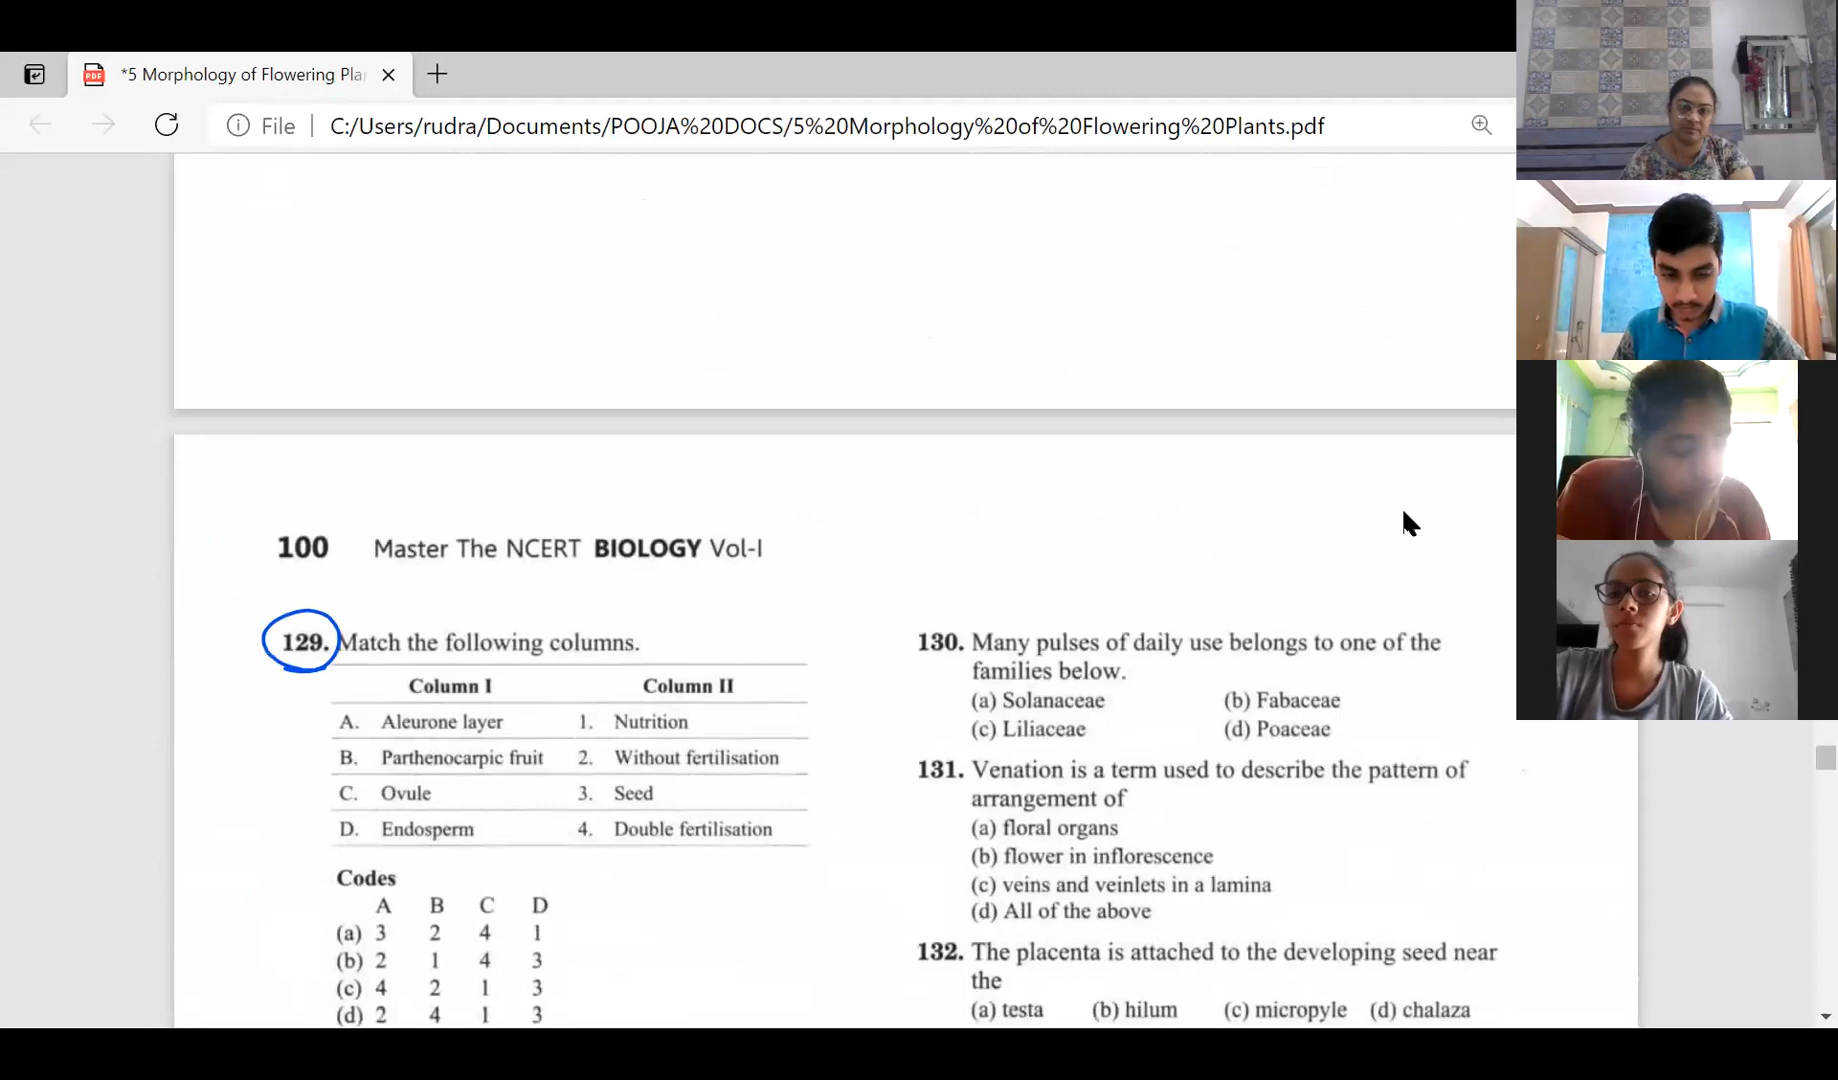 *5 Morphology of Flowering Pla
File
C:/Users/rudra/Documents/POOJA%20DOCS/5%20Morphology%20of%20Flowering%20Plants.pdf
100 Master The NCERT BIOLOGY Vol-I
129. Match the following columns.
Column I Column II
A. Aleurone layer 1. Nutrition
B. Parthenocarpic fruit 2. Without fertilisation
C. Ovule 3. Seed
D. Endosperm 4. Double fertilisation
Codes
A B C D
(a) 3 2 4 1
(b) 2 1 4 3
(c) 4 2 1 3
(d) 2 4 1 3
130. Many pulses of daily use belongs to one of the
families below.
(a) Solanaceae (b) Fabaceae
(c) Liliaceae (d) Poaceae
131. Venation is a term used to describe the pattern of
arrangement of
(a) floral organs
(b) flower in inflorescence
(c) veins and veinlets in a lamina
(d) All of the above
132. The placenta is attached to the developing seed near
the
(a) testa (b) hilum (c) micropyle (d) chalaza